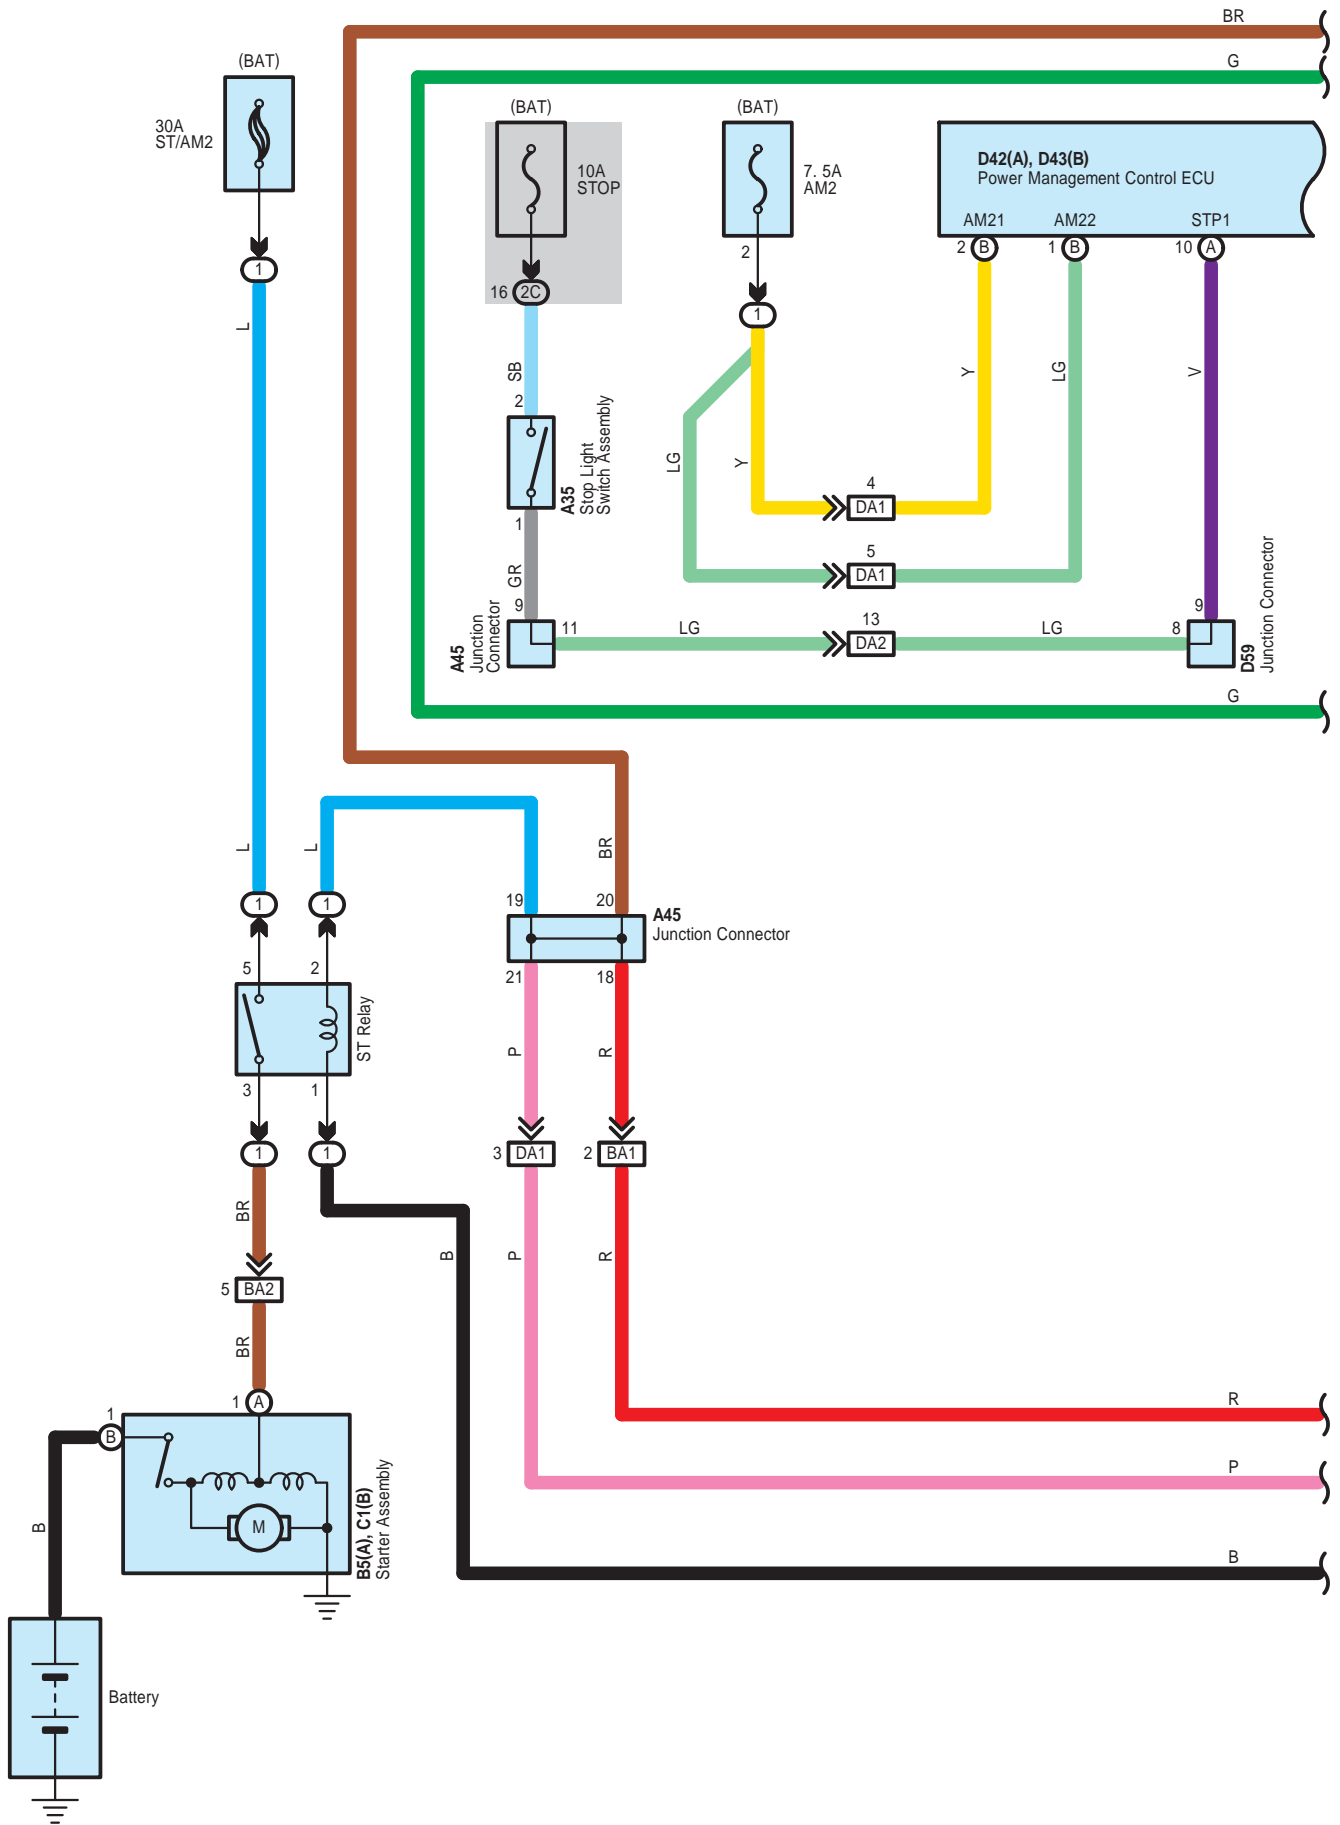 BR
G
(BAT)
30A
ST/AM2
1
L
(BAT)
10A
STOP
16 2C
SB
2
A35
Stop Light
Switch Assembly
1
GR
9
A45
Junction
Connector
11
LG
(BAT)
7. 5A
AM2
2
1
LG
Y
4
DA1
5
DA1
13
DA2
D42(A), D43(B)
Power Management Control ECU
AM21
AM22
STP1
2 B
1 B
10 A
Y
LG
V
LG
8
9
D59
Junction Connector
G
L
L
BR
1
1
19
20
A45
Junction Connector
5
2
ST Relay
21
18
3
1
P
R
1
1
3 DA1
2 BA1
BR
B
P
R
5 BA2
BR
1 A
1
B
M
B5(A), C1(B)
Starter Assembly
B
Battery
R
P
B